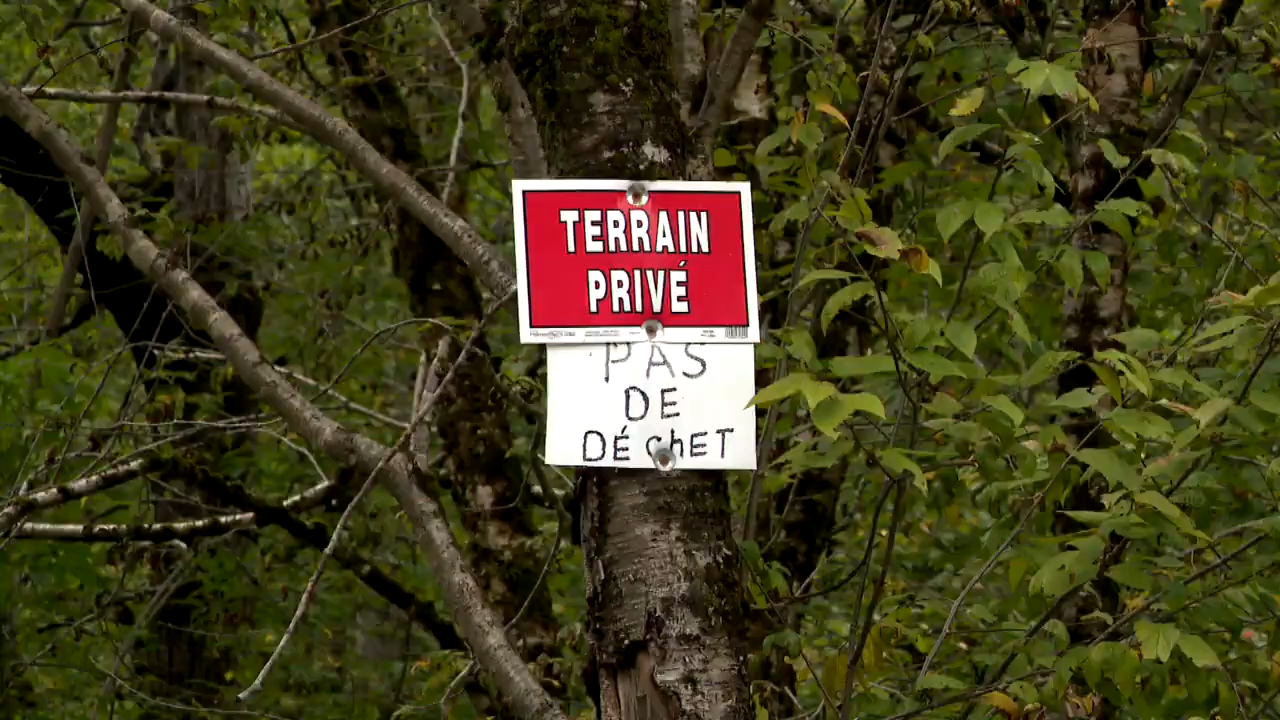 TERRAIN
PRIVÉ
PAS
DE
DÉchET